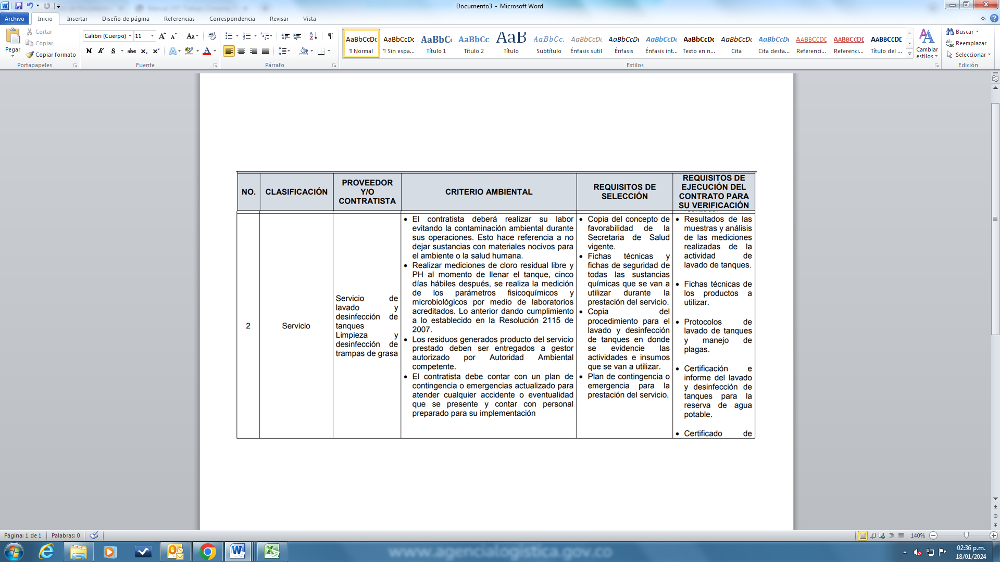 Documento3 - Microsoft Word
Archivo Inicio Insertar Diseño de página Referencias Correspondencia Revisar Vista
Pegar
Cortar
Copiar
Copiar formato
Portapapeles
Calibri (Cuerpo) 11
N K S abc x₂ x²
Fuente
Párrafo
AaBbCcDc AaBbCcDc AaBbC AaBbCc AaB AaBbCc. AaBbCcDc AaBbCcDc AaBbCcDc AaBbCcDc AaBbCcDc AaBbCcDc AABBCCDE AABBCCDE AABBCCDE
¶ Normal ¶ Sin espa... Título 1 Título 2 Título Subtítulo Énfasis sutil Énfasis Énfasis int... Texto en n... Cita Cita desta... Referenci... Referenci... Título del ...
Estilos
Cambiar
estilos
Buscar
Reemplazar
Seleccionar
Edición
NO.
CLASIFICACIÓN
PROVEEDOR
Y/O
CONTRATISTA
CRITERIO AMBIENTAL
REQUISITOS DE
SELECCIÓN
REQUISITOS DE
EJECUCIÓN DEL
CONTRATO PARA
SU VERIFICACIÓN
2
Servicio
Servicio de
lavado y
desinfección de
tanques
Limpieza y
desinfección de
trampas de grasa
• El contratista deberá realizar su labor
evitando la contaminación ambiental durante
sus operaciones. Esto hace referencia a no
dejar sustancias con materiales nocivos para
el ambiente o la salud humana.
• Realizar mediciones de cloro residual libre y
PH al momento de llenar el tanque, cinco
días hábiles después, se realiza la medición
de los parámetros fisicoquímicos y
microbiológicos por medio de laboratorios
acreditados. Lo anterior dando cumplimiento
a lo establecido en la Resolución 2115 de
2007.
• Los residuos generados producto del servicio
prestado deben ser entregados a gestor
autorizado por Autoridad Ambiental
competente.
• El contratista debe contar con un plan de
contingencia o emergencias actualizado para
atender cualquier accidente o eventualidad
que se presente y contar con personal
preparado para su implementación
• Copia del concepto de
favorabilidad de la
Secretaria de Salud
vigente.
• Fichas técnicas y
fichas de seguridad de
todas las sustancias
químicas que se van a
utilizar durante la
prestación del servicio.
• Copia del
procedimiento para el
lavado y desinfección
de tanques en donde
se evidencie las
actividades e insumos
que se van a utilizar.
• Plan de contingencia o
emergencia para la
prestación del servicio.
• Resultados de las
muestras y análisis
de las mediciones
realizadas de la
actividad de
lavado de tanques.
• Fichas técnicas de
los productos a
utilizar.
• Protocolos de
lavado de tanques
y manejo de
plagas.
• Certificación e
informe del lavado
y desinfección de
tanques para la
reserva de agua
potable.
• Certificado de
Página: 1 de 1 Palabras: 0
140%
www.agencialogistica.gov.co
02:36 p.m.
18/01/2024